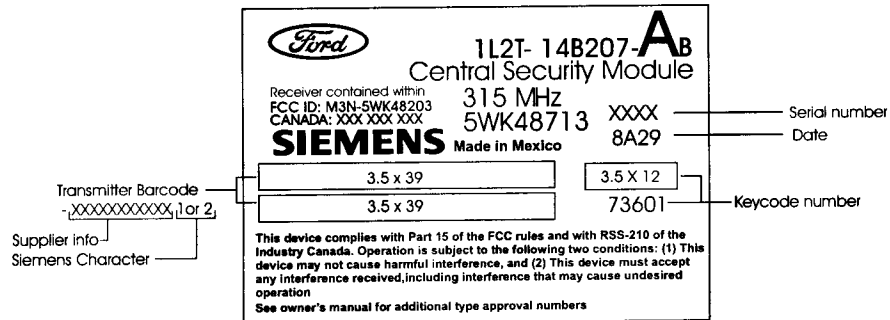 Ford
1L2T- 14B207-AB
Central Security Module
Receiver contained within
FCC ID: M3N-5WK48203
CANADA: XXX XXX XXX
315 MHz
5WK48713
XXXX
Serial number
8A29
Date
SIEMENS Made in Mexico
Transmitter Barcode
3.5 x 39
3.5 X 12
-XXXXXXXXXXX 1or 2
3.5 x 39
73601
Keycode number
Supplier info
Siemens Character
This device complies with Part 15 of the FCC rules and with RSS-210 of the
Industry Canada. Operation is subject to the following two conditions: (1) This
device may not cause harmful interference, and (2) This device must accept
any interference received,including interference that may cause undesired
operation
See owner's manual for additional type approval numbers